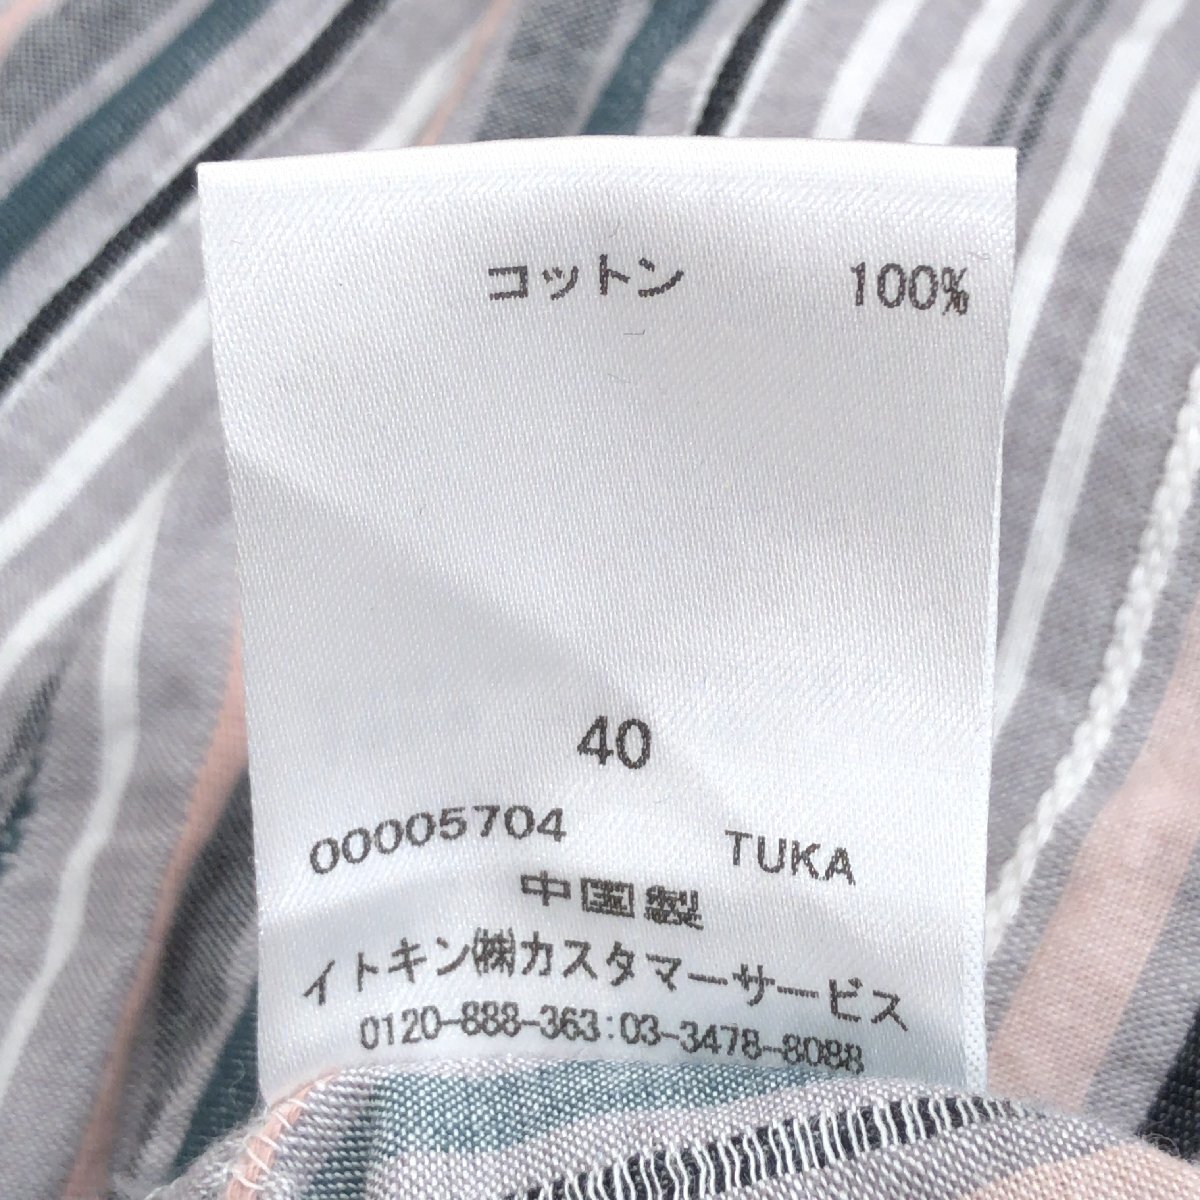 コットン 100%
40
00005704 TUKA
中国製
イトキン㈱カスタマーサービス
0120-888-363:03-3478-8088